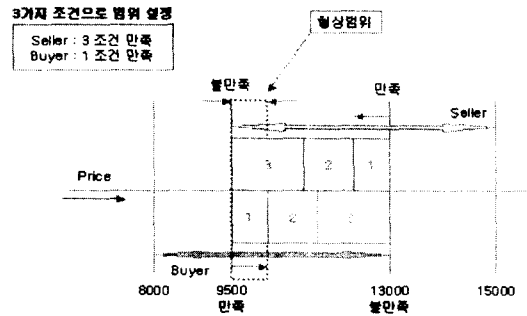 3가지 조건으로 범위 설정
Seller : 3 조건 만족
Buyer : 1 조건 만족
협상범위
불만족
만족
Seller
3 2 1
Price
1 2 3
Buyer
8000 9500 13000 15000
만족 불만족